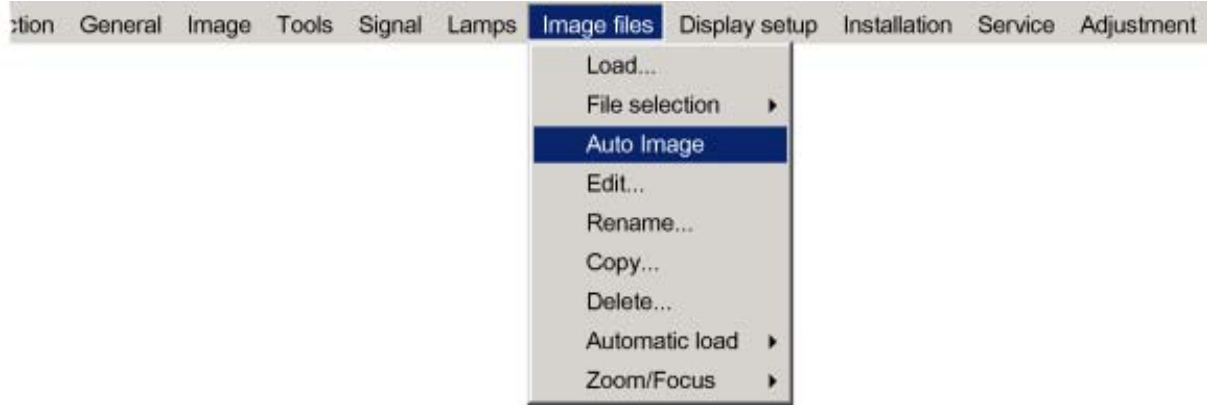 General Image Tools Signal Lamps Image files Display setup Installation Service Adjustment
Load...
File selection
Auto Image
Edit...
Rename...
Copy...
Delete...
Automatic load
Zoom/Focus